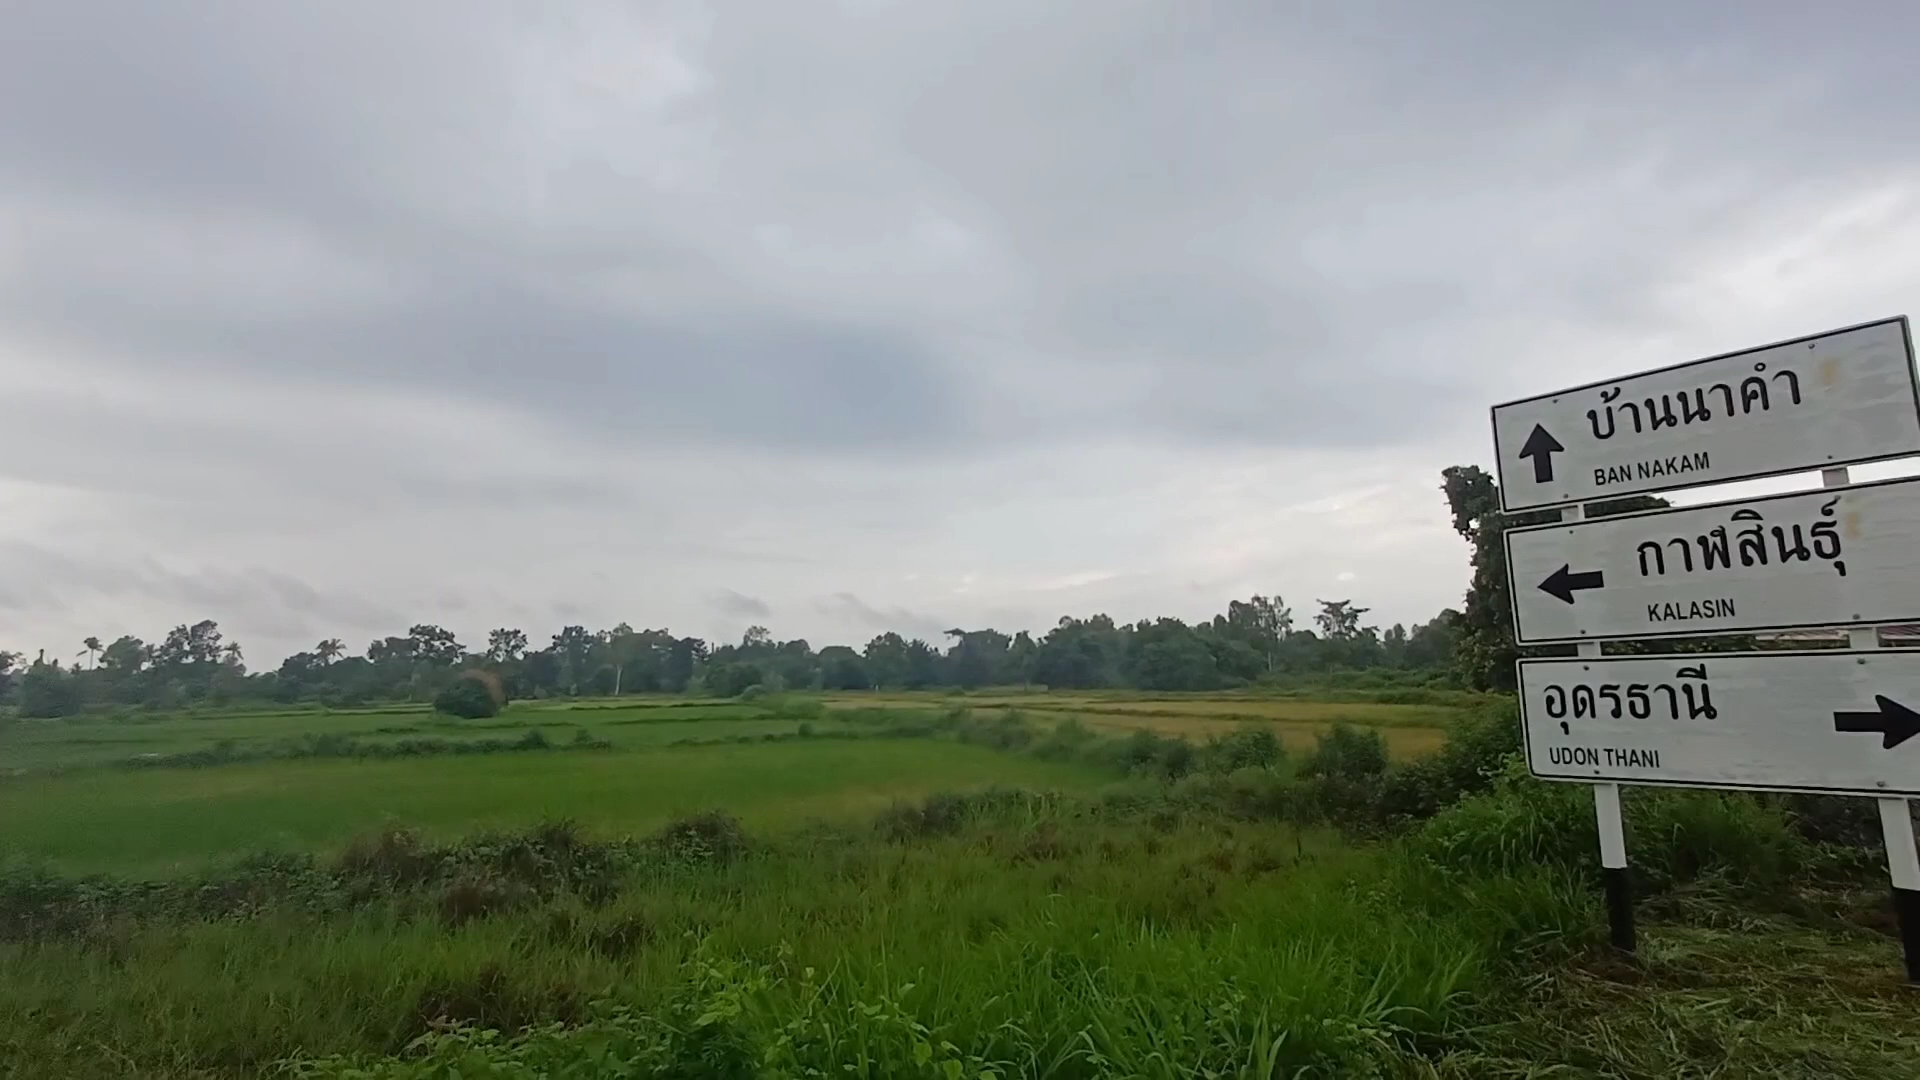 บ้านนาคำ
BAN NAKAM
กาฬสินธุ์
KALASIN
อุดรธานี
UDON THANI